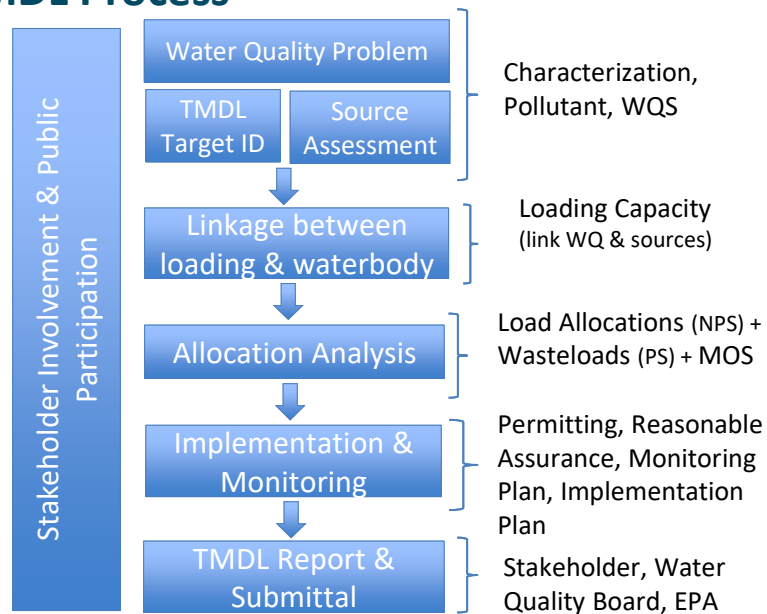 MDL Process
Stakeholder Involvement & Public
Participation
Water Quality Problem
TMDL
Target ID
Source
Assessment
Characterization,
Pollutant, WQS
Linkage between
loading & waterbody
Loading Capacity
(link WQ & sources)
Allocation Analysis
Load Allocations (NPS) +
Wasteloads (PS) + MOS
Implementation &
Monitoring
Permitting, Reasonable
Assurance, Monitoring
Plan, Implementation
Plan
TMDL Report &
Submittal
Stakeholder, Water
Quality Board, EPA